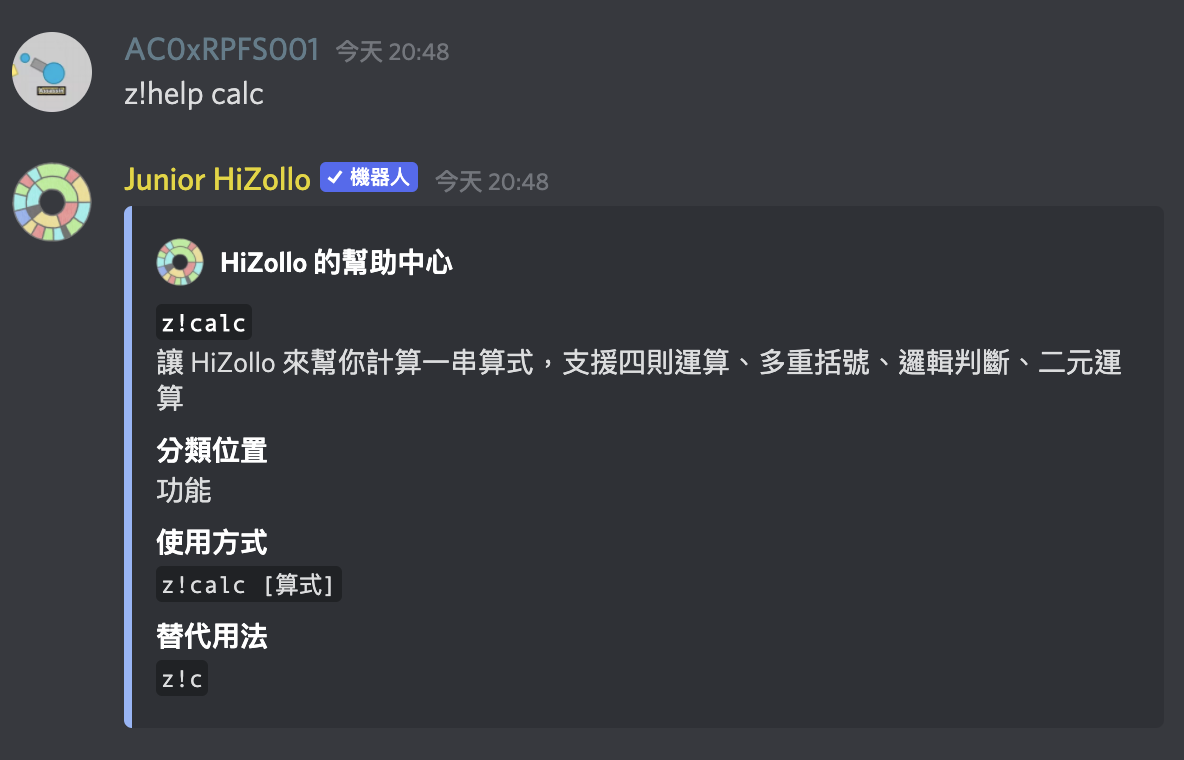 AC0xRPFS001 今天 20:48
z!help calc
Junior HiZollo ✓ 機器人 今天 20:48
HiZollo 的幫助中心
z!calc
讓 HiZollo 來幫你計算一串算式，支援四則運算、多重括號、邏輯判斷、二元運
算
分類位置
功能
使用方式
z!calc [算式]
替代用法
z!c